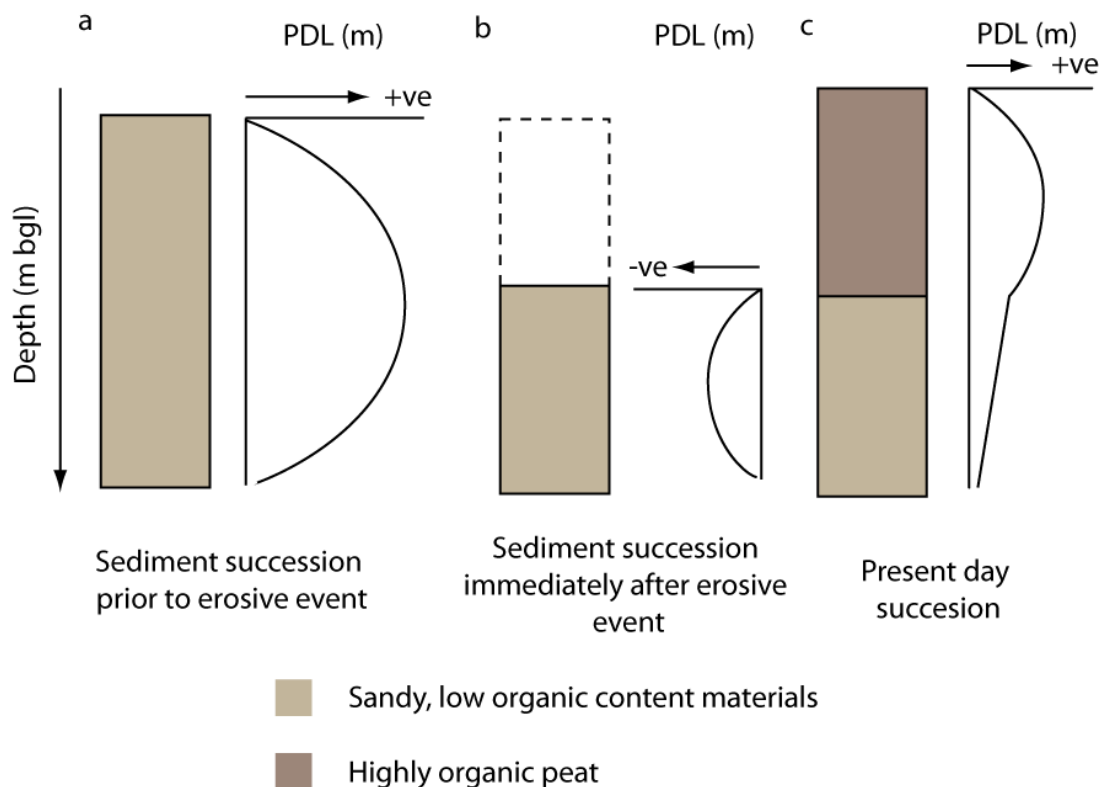 a
PDL (m)
+ve
b
PDL (m)
-ve
c
PDL (m)
+ve
Depth (m bgl)
Sediment succession
prior to erosive event
Sediment succession
immediately after erosive
event
Present day
succesion
Sandy, low organic content materials
Highly organic peat